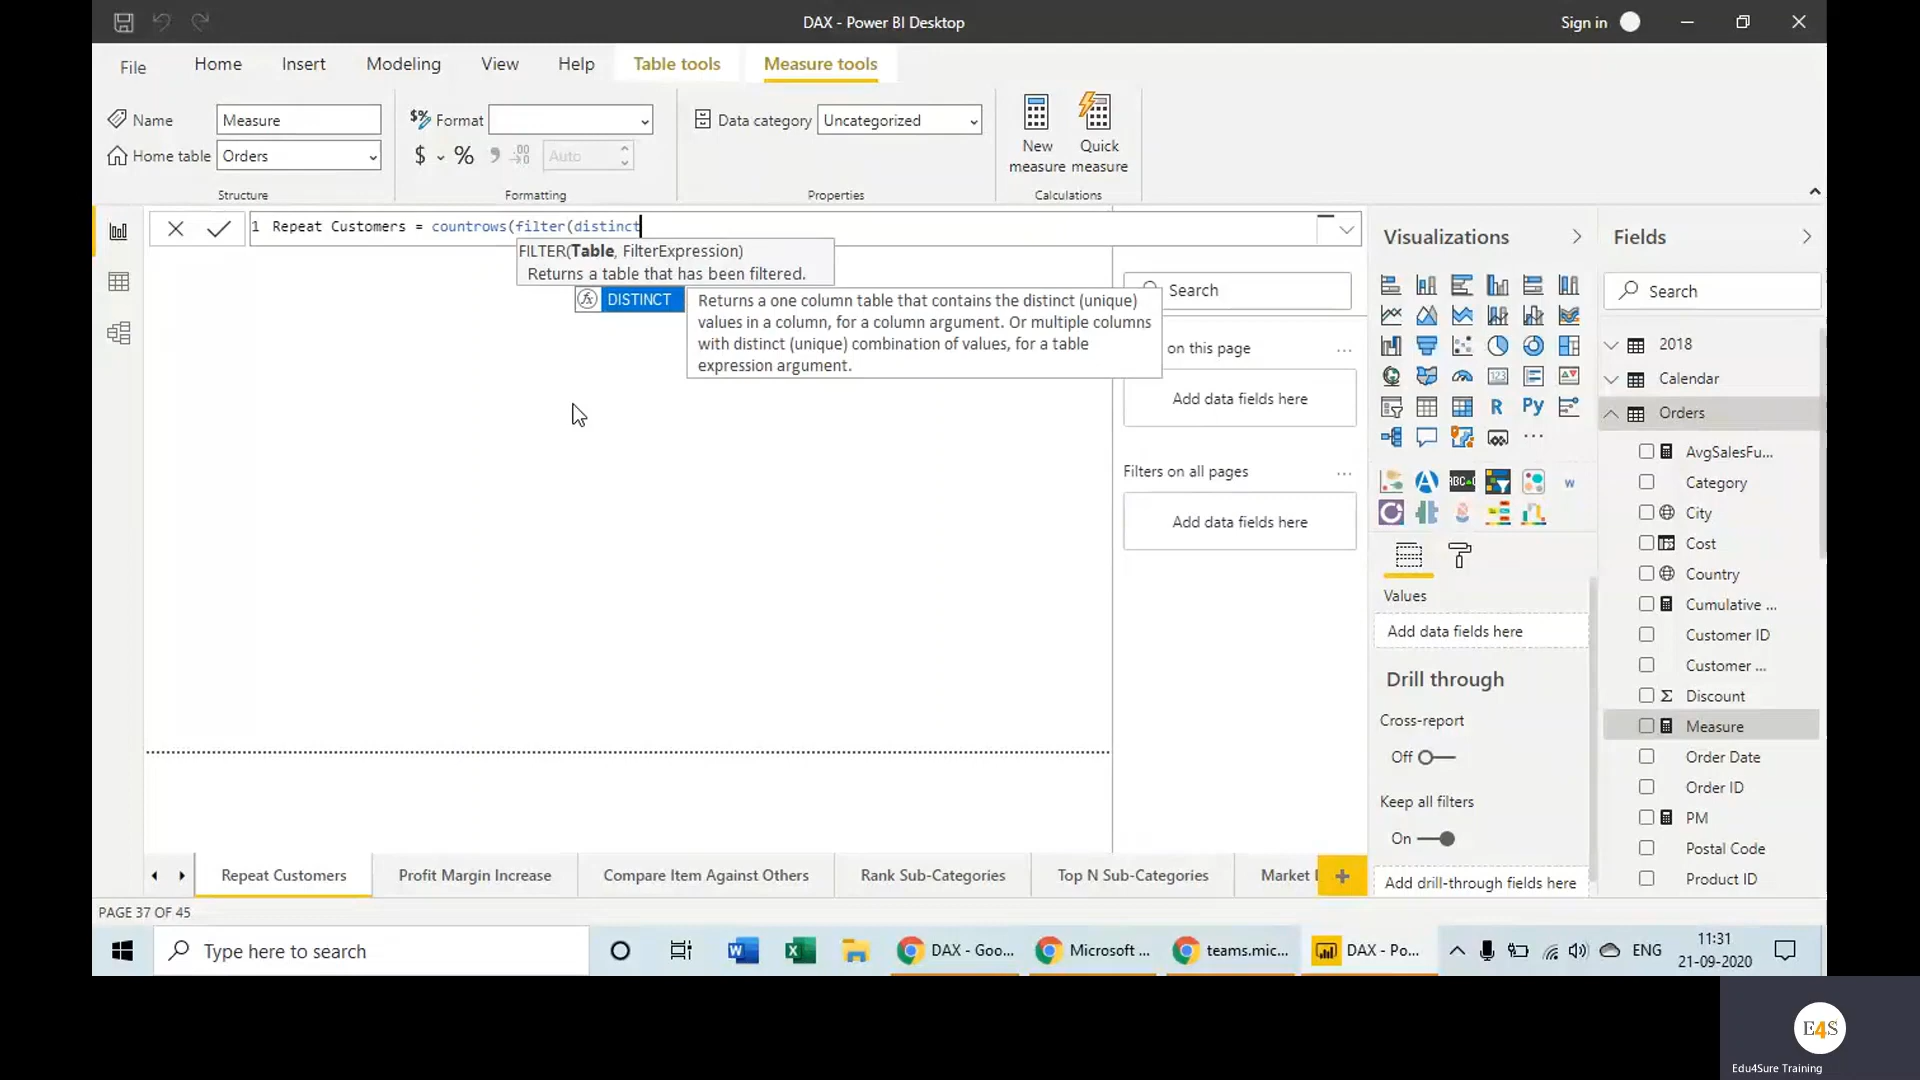 DAX - Power BI Desktop
Sign in
File
Home
Insert
Modeling
View
Help
Table tools
Measure tools
Name
Measure
Home table
Orders
Structure
Format
$
%
Auto
Formatting
Data category
Uncategorized
Properties
New
measure
Quick
measure
Calculations
1 Repeat Customers = countrows(filter(distinct
FILTER(Table, FilterExpression)
Returns a table that has been filtered.
DISTINCT
Returns a one column table that contains the distinct (unique)
values in a column, for a column argument. Or multiple columns
with distinct (unique) combination of values, for a table
expression argument.
Search
on this page
Add data fields here
Filters on all pages
Add data fields here
Visualizations
R
Py
Values
Add data fields here
Drill through
Cross-report
Off
Keep all filters
On
Add drill-through fields here
Fields
Search
2018
Calendar
Orders
AvgSalesFu...
Category
City
Cost
Country
Cumulative ...
Customer ID
Customer ...
Discount
Measure
Order Date
Order ID
PM
Postal Code
Product ID
Repeat Customers
Profit Margin Increase
Compare Item Against Others
Rank Sub-Categories
Top N Sub-Categories
Market
PAGE 37 OF 45
Type here to search
DAX - Goo...
Microsoft ...
teams.mic...
DAX - Po...
ENG
11:31
21-09-2020
E4S
Edu4Sure Training